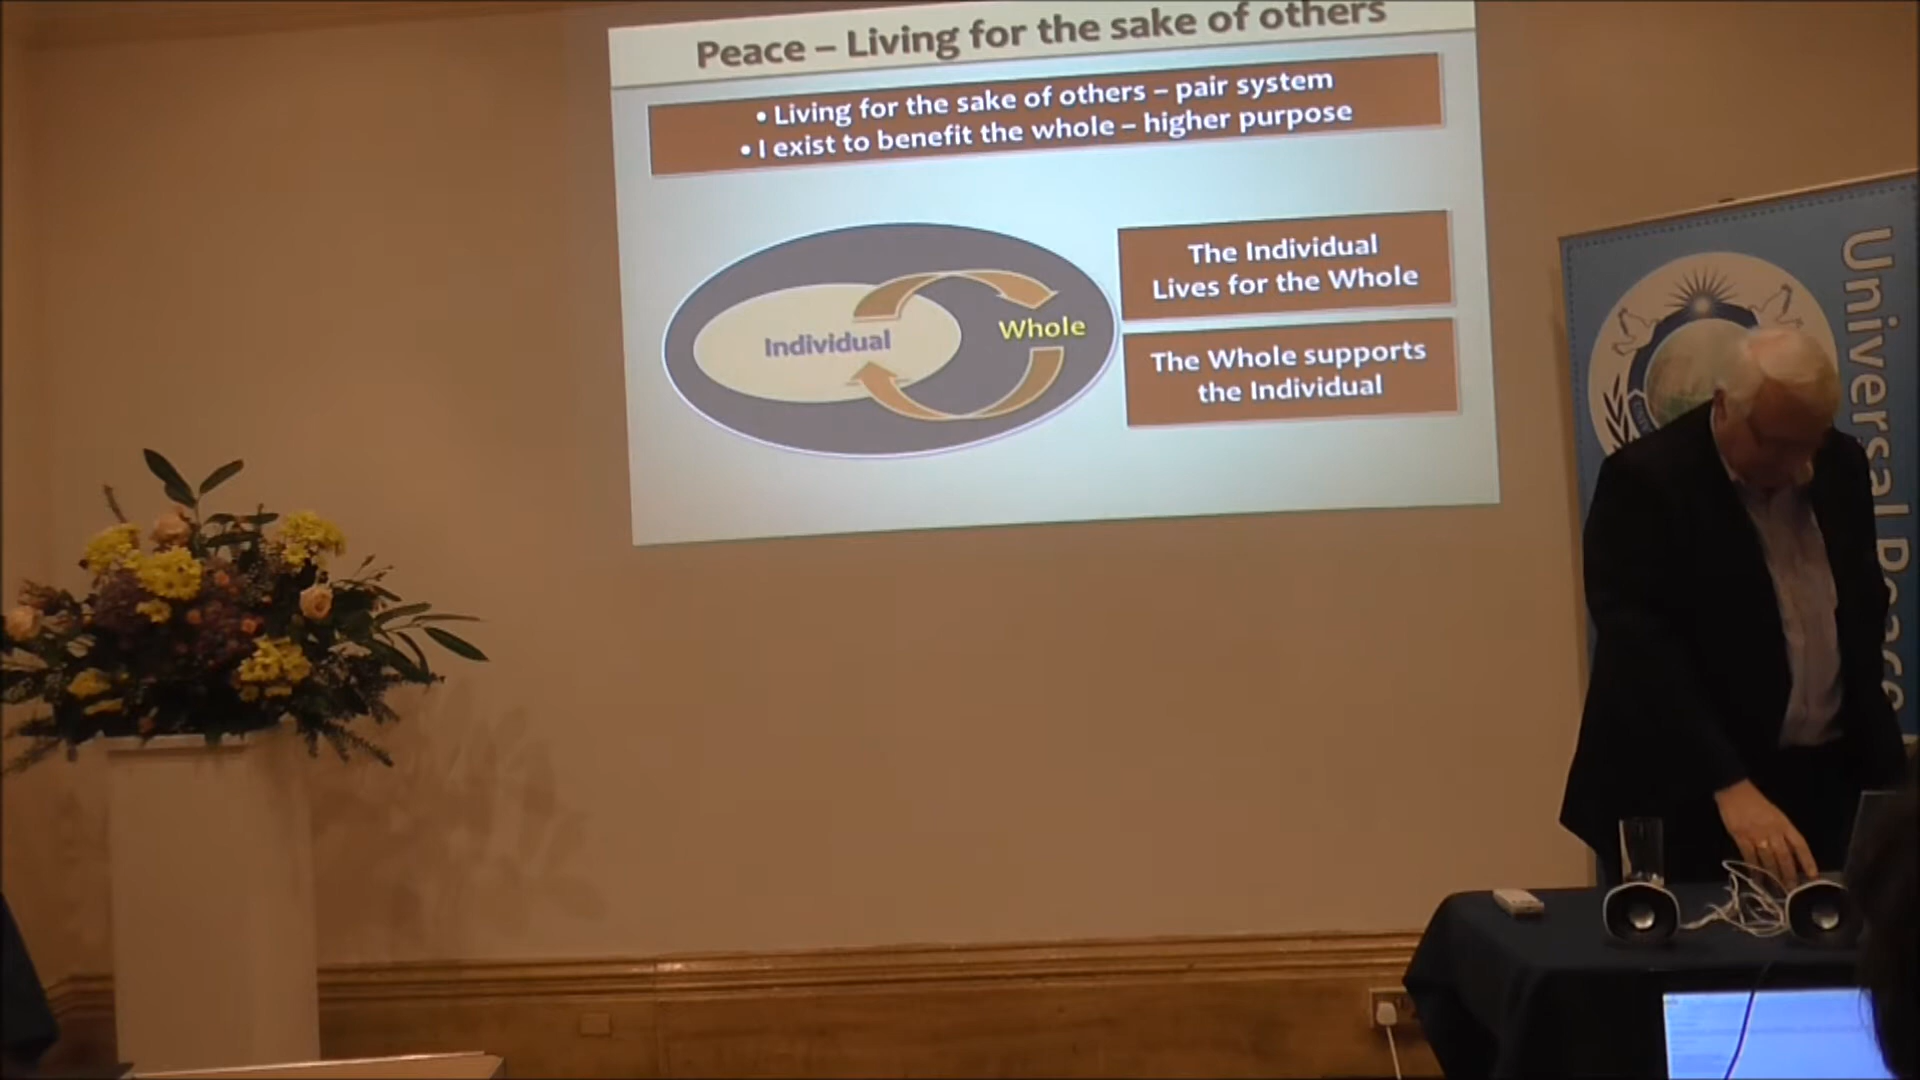 Peace – Living for the sake of others
• Living for the sake of others – pair system
• I exist to benefit the whole – higher purpose
Individual
Whole
The Individual
Lives for the Whole
The Whole supports
the Individual
Universal Peace